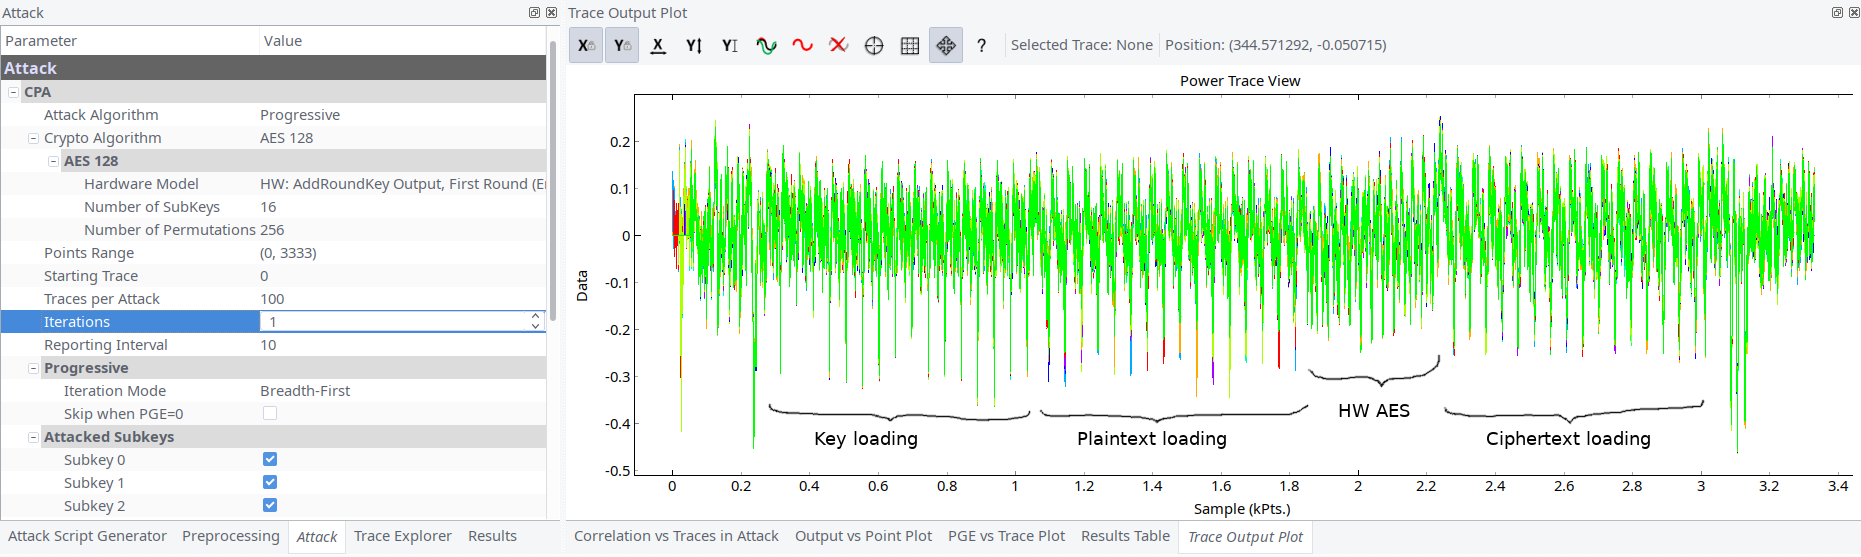 Attack
Parameter Value
Attack
CPA
Attack Algorithm Progressive
Crypto Algorithm AES 128
AES 128
Hardware Model HW: AddRoundKey Output, First Round (E
Number of SubKeys 16
Number of Permutations 256
Points Range (0, 3333)
Starting Trace 0
Traces per Attack 100
Iterations 1
Reporting Interval 10
Progressive
Iteration Mode Breadth-First
Skip when PGE=0
Attacked Subkeys
Subkey 0
Subkey 1
Subkey 2
Attack Script Generator Preprocessing Attack Trace Explorer Results
Trace Output Plot
X Y X Y Y ? Selected Trace: None Position: (344.571292, -0.050715)
Power Trace View
Data
0.2
0.1
0
-0.1
-0.2
-0.3
-0.4
-0.5
HW AES
Key loading Plaintext loading Ciphertext loading
0 0.2 0.4 0.6 0.8 1 1.2 1.4 1.6 1.8 2 2.2 2.4 2.6 2.8 3 3.2 3.4
Sample (kPts.)
Correlation vs Traces in Attack Output vs Point Plot PGE vs Trace Plot Results Table Trace Output Plot